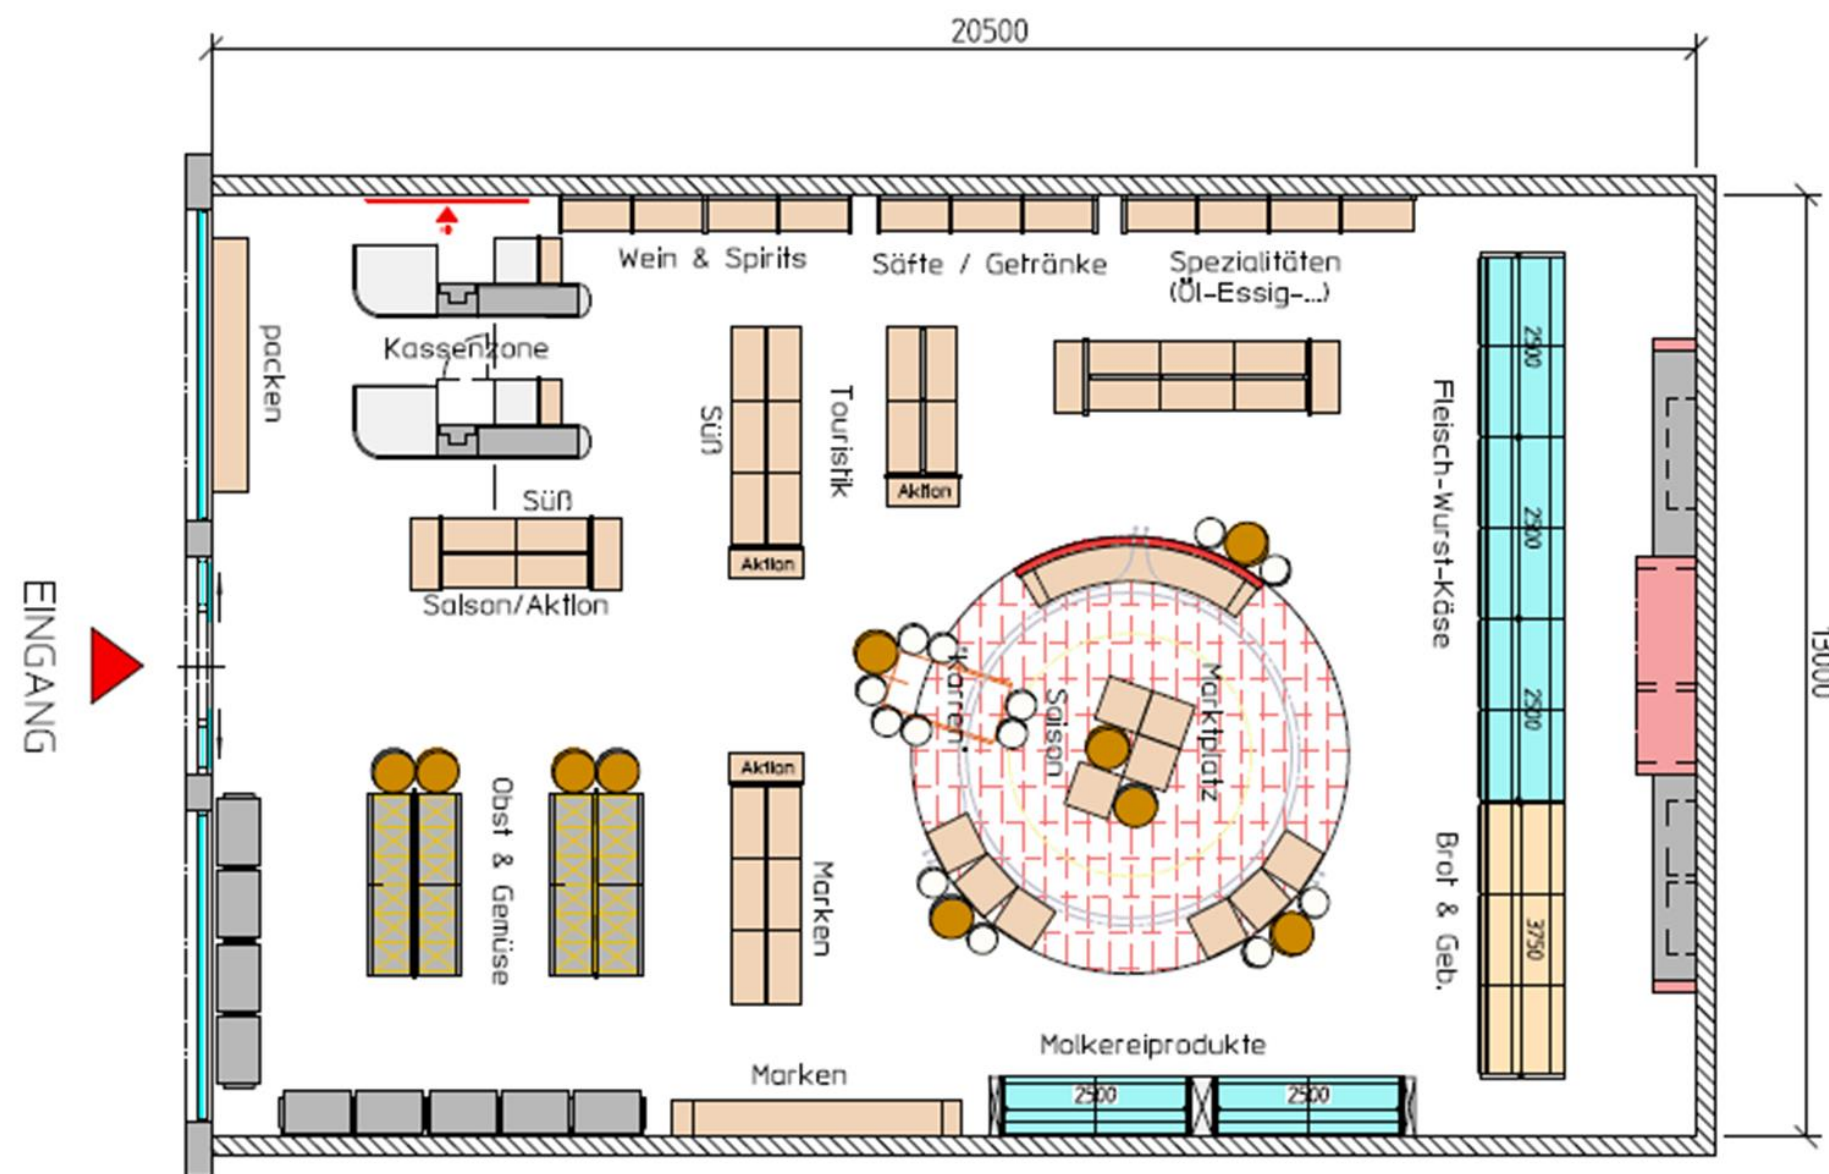 20500
Wein & Spirits
Säfte / Getränke
Spezialitäten
(Öl-Essig-...)
packen
Kassenzone
Süß
Touristik
Aktion
Süß
Aktion
Saison/Aktion
EINGANG
Fleisch-Wurst-Käse
2500
2500
2500
"Karren"
Saison
Marktplatz
Obst & Gemüse
Aktion
Marken
Brot & Geb.
3750
Molkereiprodukte
Marken
2500
2500